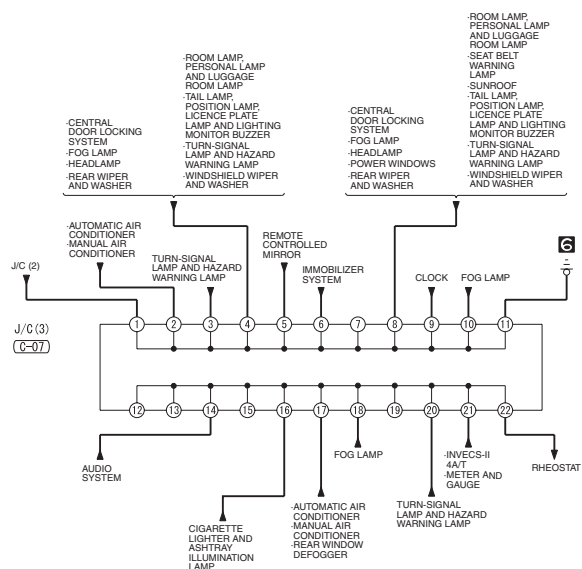 ·ROOM LAMP,
PERSONAL LAMP
AND LUGGAGE
ROOM LAMP
·TAIL LAMP,
POSITION LAMP,
LICENCE PLATE
LAMP AND LIGHTING
MONITOR BUZZER
·TURN-SIGNAL
LAMP AND HAZARD
WARNING LAMP
·WINDSHIELD WIPER
AND WASHER
·CENTRAL
DOOR LOCKING
SYSTEM
·FOG LAMP
·HEADLAMP
·REAR WIPER
AND WASHER
·ROOM LAMP,
PERSONAL LAMP
AND LUGGAGE
ROOM LAMP
·SEAT BELT
WARNING
LAMP
·SUNROOF
·TAIL LAMP,
POSITION LAMP,
LICENCE PLATE
LAMP AND LIGHTING
MONITOR BUZZER
·TURN-SIGNAL
LAMP AND HAZARD
WARNING LAMP
·WINDSHIELD WIPER
AND WASHER
·CENTRAL
DOOR LOCKING
SYSTEM
·FOG LAMP
·HEADLAMP
·POWER WINDOWS
·REAR WIPER
AND WASHER
·AUTOMATIC AIR
CONDITIONER
·MANUAL AIR
CONDITIONER
J/C (2)
TURN-SIGNAL
LAMP AND HAZARD
WARNING LAMP
REMOTE
CONTROLLED
MIRROR
IMMOBILIZER
SYSTEM
CLOCK
FOG LAMP
6
J/C (3)
C-07
1 2 3 4 5 6 7 8 9 10 11
12 13 14 15 16 17 18 19 20 21 22
AUDIO
SYSTEM
CIGARETTE
LIGHTER AND
ASHTRAY
ILLUMINATION
LAMP
·AUTOMATIC AIR
CONDITIONER
·MANUAL AIR
CONDITIONER
·REAR WINDOW
DEFOGGER
FOG LAMP
TURN-SIGNAL
LAMP AND HAZARD
WARNING LAMP
·INVECS-II
4A/T
·METER AND
GAUGE
RHEOSTAT